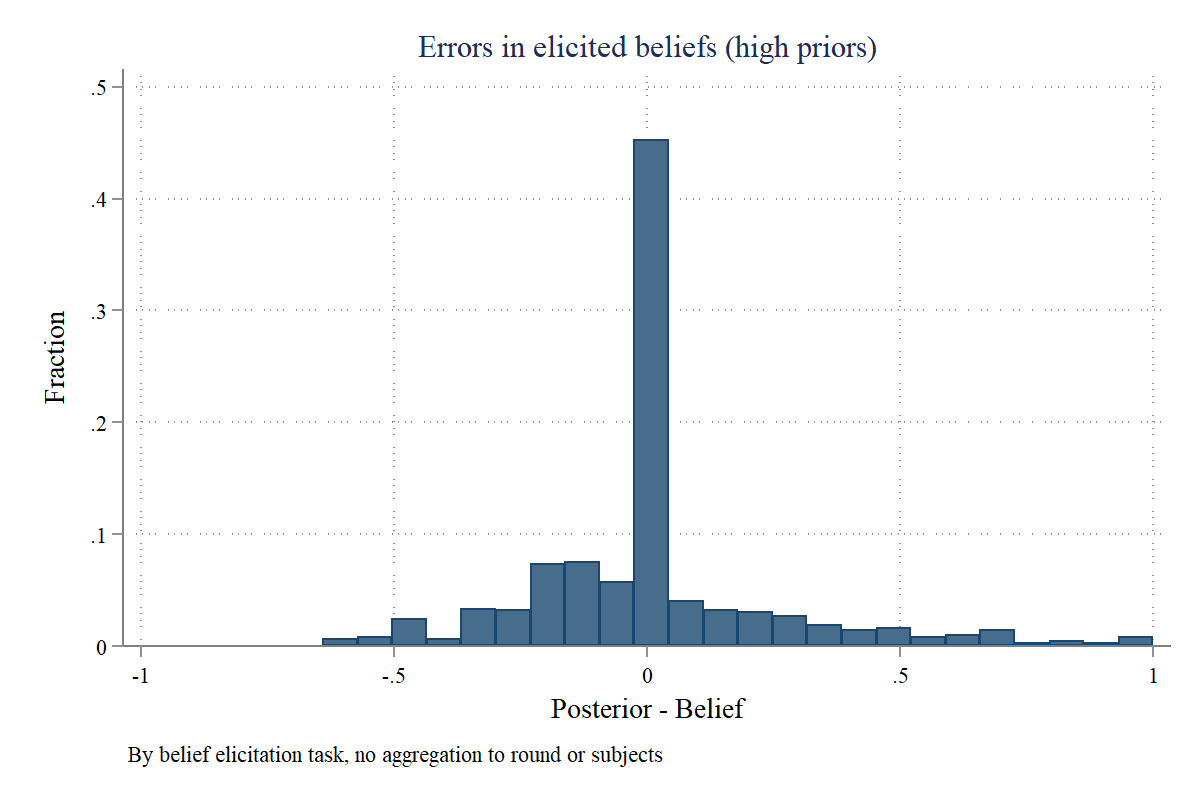 Errors in elicited beliefs (high priors)
.5
.4
.3
.2
.1
0
Fraction
-1
-.5
0
.5
1
Posterior - Belief
By belief elicitation task, no aggregation to round or subjects